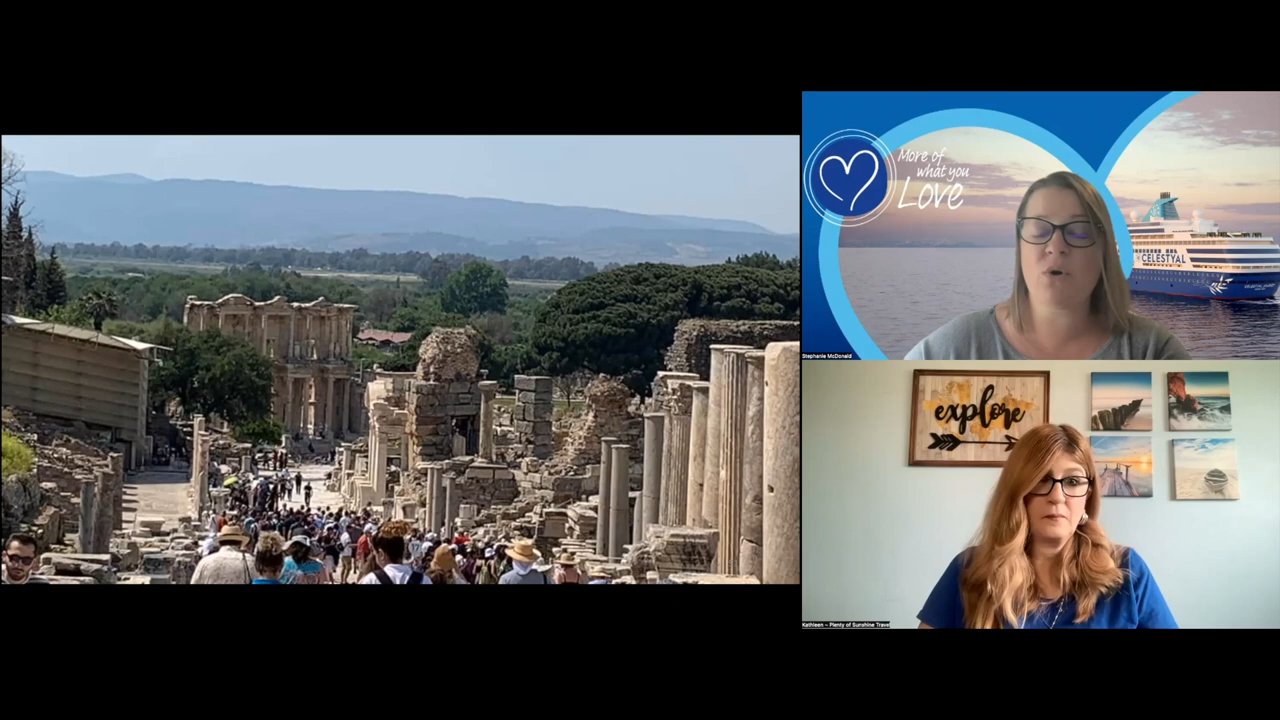 More of
what you
Love
CELESTYAL
Stephanie McDonald
explore
Kathleen – Plenty of Sunshine Travel